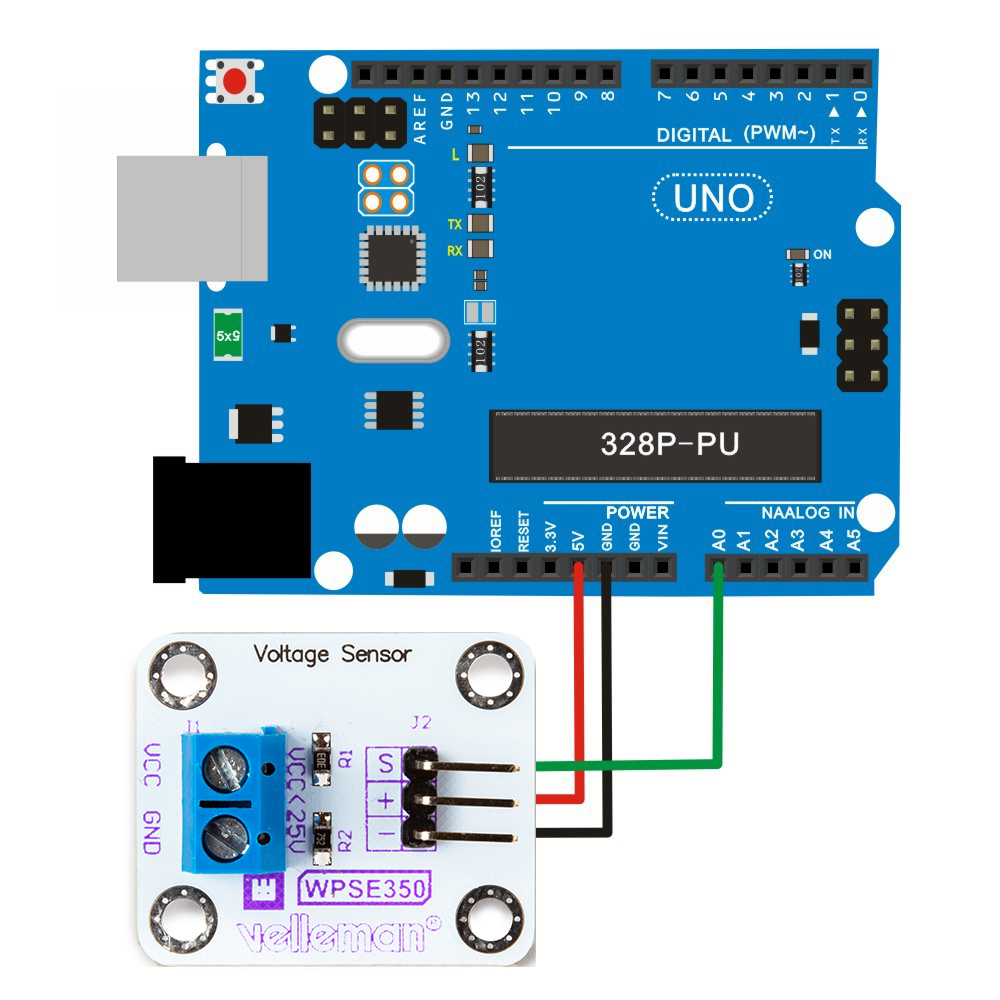 AREF GND 13 12 11 10 9 8
7 6 5 4 3 2 TX ▶ 1 RX ▶ 0
DIGITAL (PWM~)
L
102
UNO
TX
RX
ON
5x5
102
328P-PU
POWER
NAALOG IN
IOREF RESET 3.3V 5V GND GND VIN
A0 A1 A2 A3 A4 A5
Voltage Sensor
J1
J2
VCC
GND
VCC<25V
R1
R2
S
+
−
E
WPSE350
velleman®